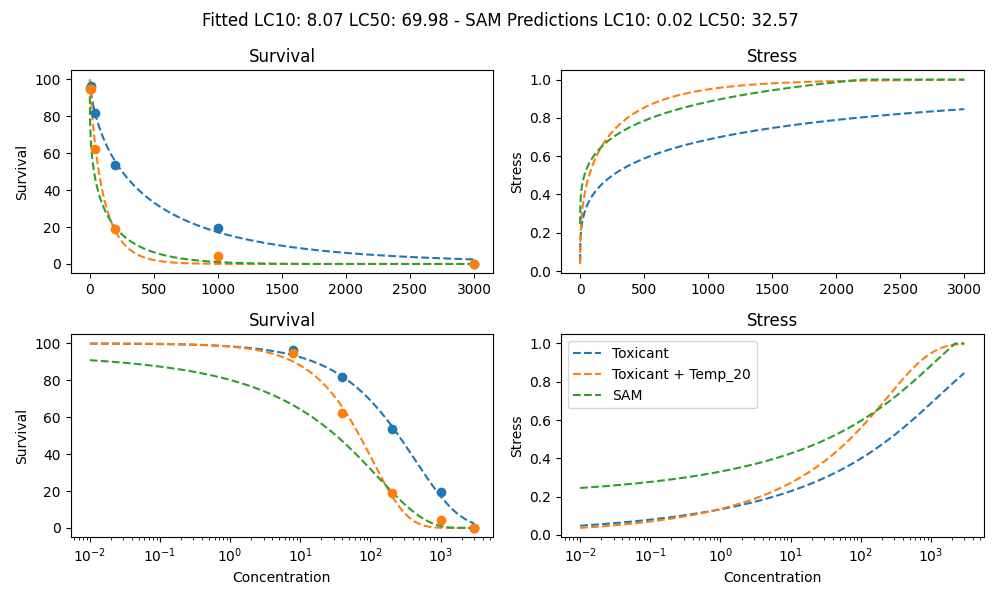 Fitted LC10: 8.07 LC50: 69.98 - SAM Predictions LC10: 0.02 LC50: 32.57
Survival
Survival
100
80
60
40
20
0
0 500 1000 1500 2000 2500 3000
Stress
Stress
1.0
0.8
0.6
0.4
0.2
0.0
0 500 1000 1500 2000 2500 3000
Survival
Survival
100
80
60
40
20
0
10⁻² 10⁻¹ 10⁰ 10¹ 10² 10³
Concentration
Stress
Stress
1.0
0.8
0.6
0.4
0.2
0.0
Toxicant
Toxicant + Temp_20
SAM
10⁻² 10⁻¹ 10⁰ 10¹ 10² 10³
Concentration